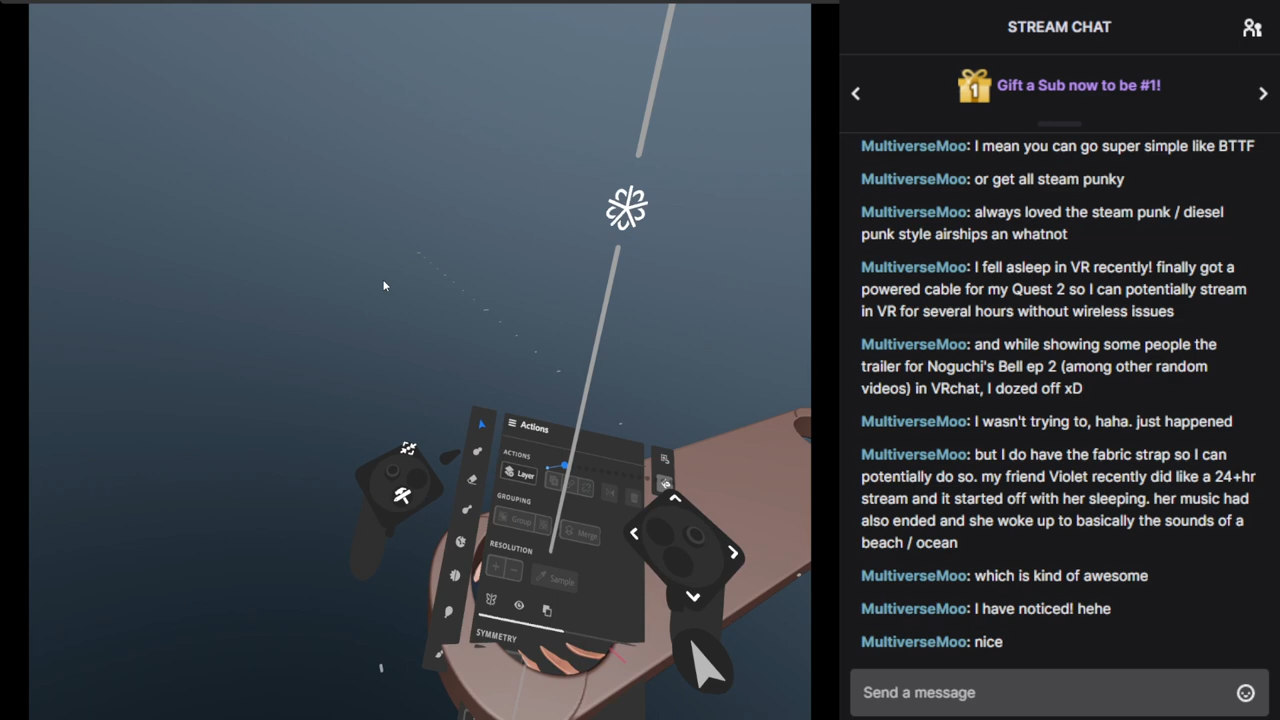 STREAM CHAT
1
Gift a Sub now to be #1!
MultiverseMoo: I mean you can go super simple like BTTF
MultiverseMoo: or get all steam punky
MultiverseMoo: always loved the steam punk / diesel
punk style airships an whatnot
MultiverseMoo: I fell asleep in VR recently! finally got a
powered cable for my Quest 2 so I can potentially stream
in VR for several hours without wireless issues
MultiverseMoo: and while showing some people the
trailer for Noguchi's Bell ep 2 (among other random
videos) in VRchat, I dozed off xD
MultiverseMoo: I wasn't trying to, haha. just happened
MultiverseMoo: but I do have the fabric strap so I can
potentially do so. my friend Violet recently did like a 24+hr
stream and it started off with her sleeping. her music had
also ended and she woke up to basically the sounds of a
beach / ocean
MultiverseMoo: which is kind of awesome
MultiverseMoo: I have noticed! hehe
MultiverseMoo: nice
Send a message
Actions
ACTIONS
Layer
GROUPING
Group
Merge
RESOLUTION
Sample
SYMMETRY